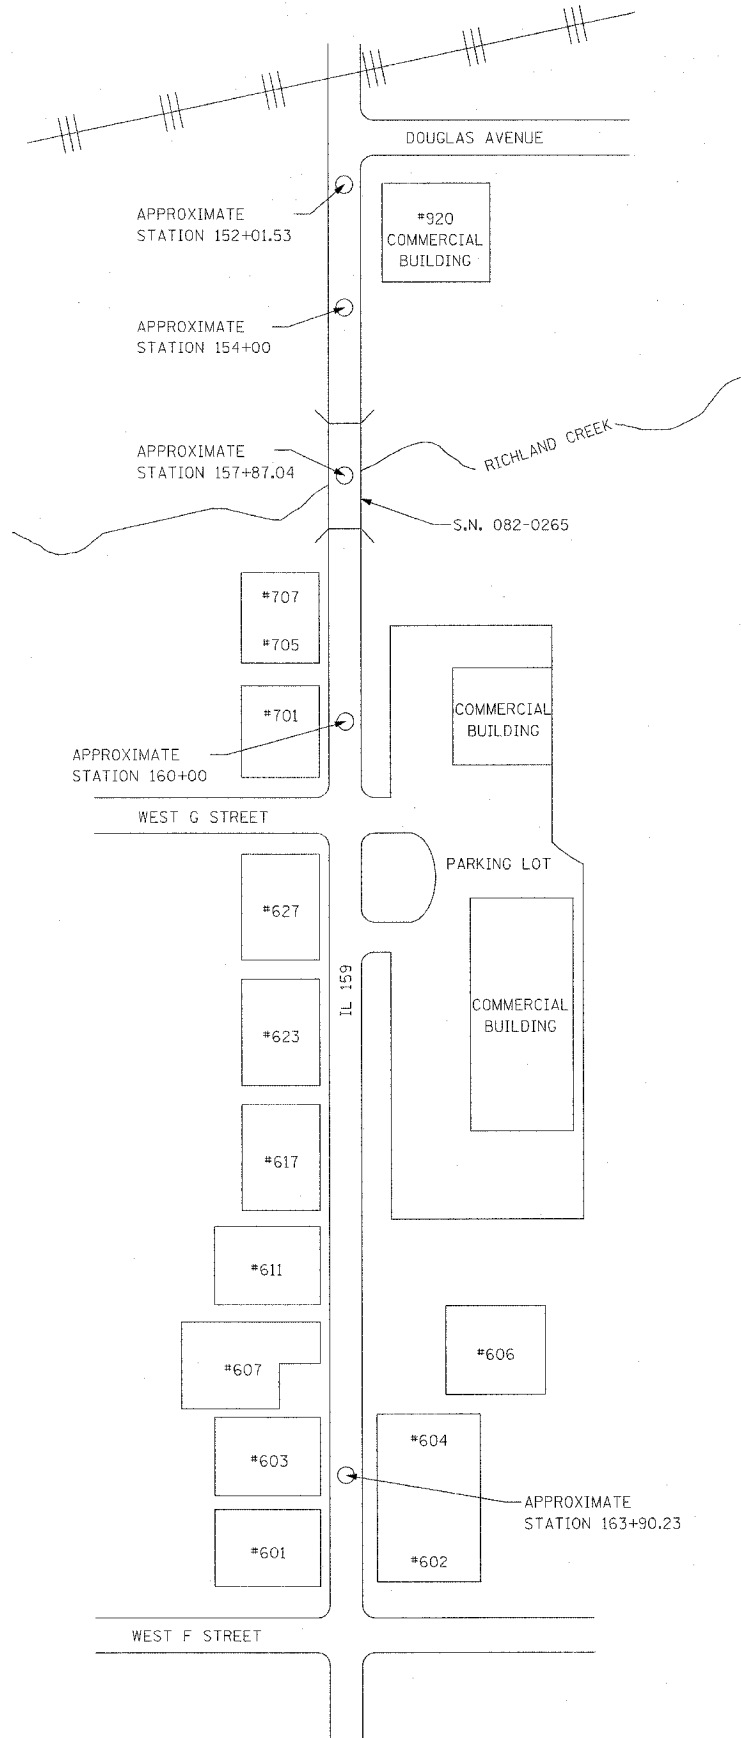 DOUGLAS AVENUE
APPROXIMATE
STATION 152+01.53
#920
COMMERCIAL
BUILDING
APPROXIMATE
STATION 154+00
APPROXIMATE
STATION 157+87.04
RICHLAND CREEK
S.N. 082-0265
#707
#705
#701
COMMERCIAL
BUILDING
APPROXIMATE
STATION 160+00
WEST G STREET
PARKING LOT
#627
IL 159
COMMERCIAL
BUILDING
#623
#617
#611
#606
#607
#604
#603
APPROXIMATE
STATION 163+90.23
#601
#602
WEST F STREET